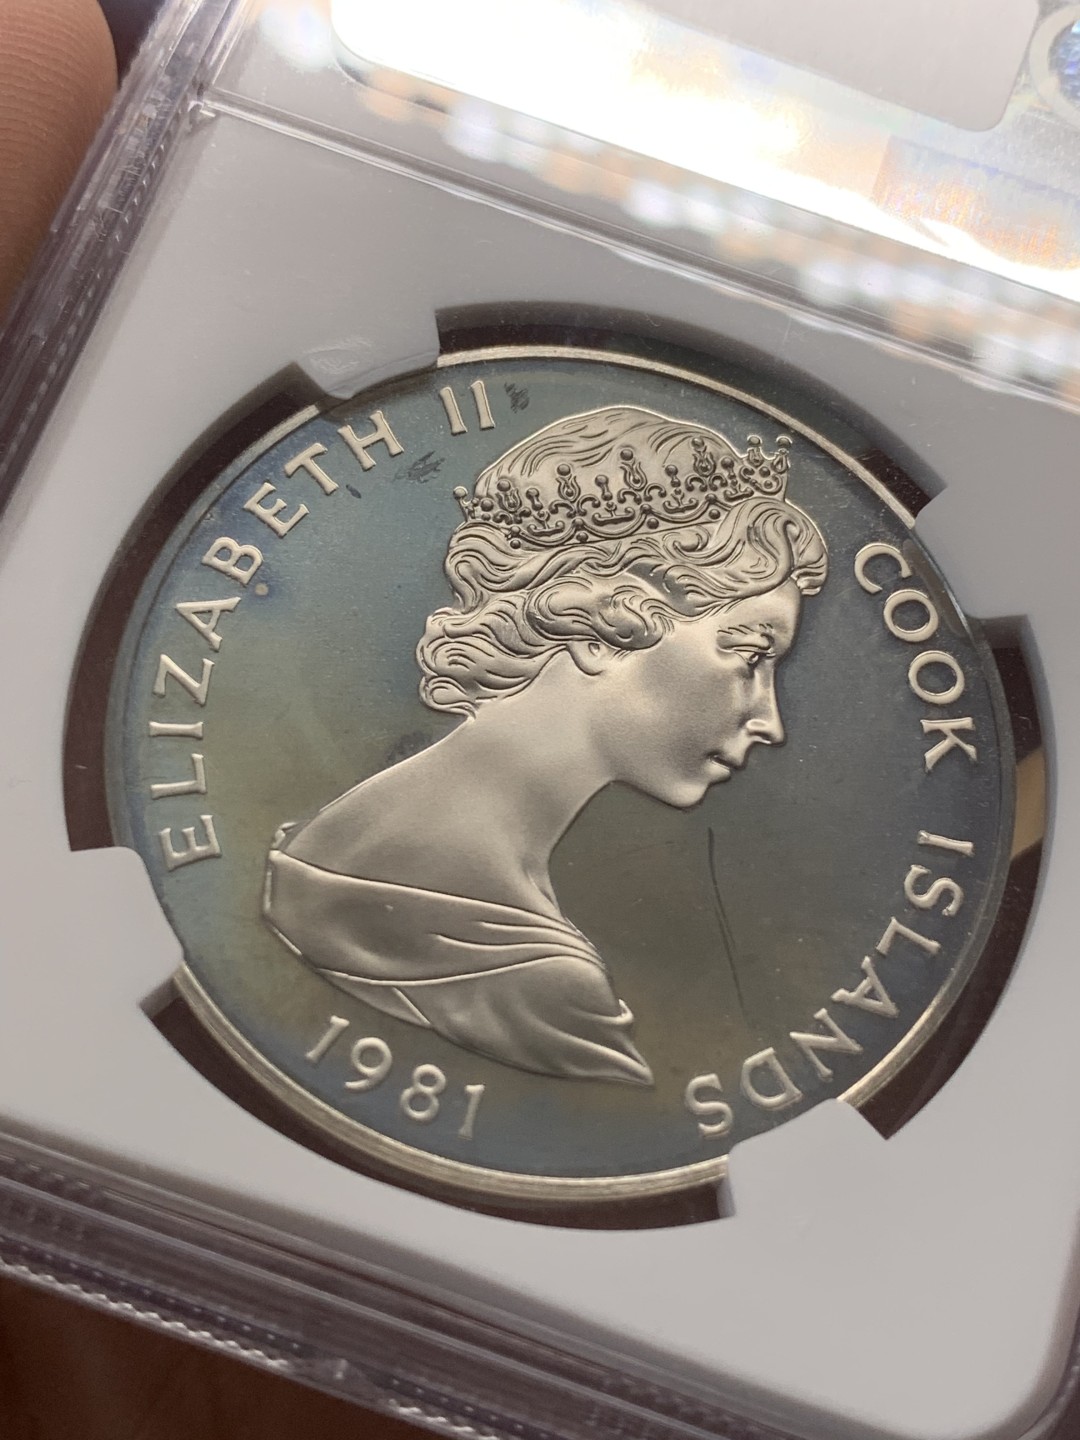 ELIZABETH II
COOK ISLANDS
1981